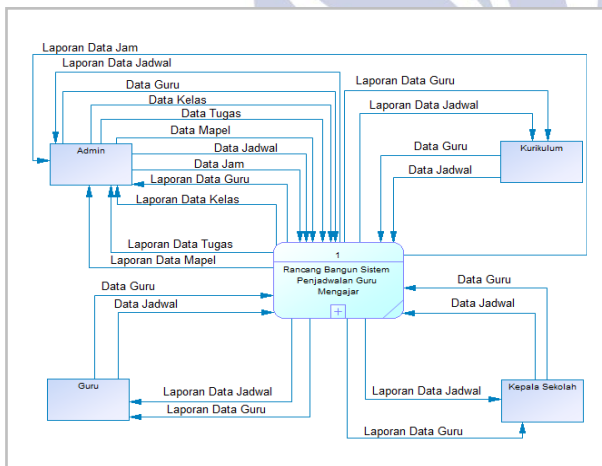 Laporan Data Jam
Laporan Data Jadwal
Data Guru
Data Kelas
Data Tugas
Data Mapel
Data Jadwal
Data Jam
Laporan Data Guru
Laporan Data Kelas
Laporan Data Tugas
Laporan Data Mapel
Admin
Laporan Data Guru
Laporan Data Jadwal
Data Guru
Data Jadwal
Kurikulum
1
Rancang Bangun Sistem
Penjadwalan Guru
Mengajar
Data Guru
Data Jadwal
Guru
Laporan Data Jadwal
Laporan Data Guru
Data Guru
Data Jadwal
Kepala Sekolah
Laporan Data Jadwal
Laporan Data Guru